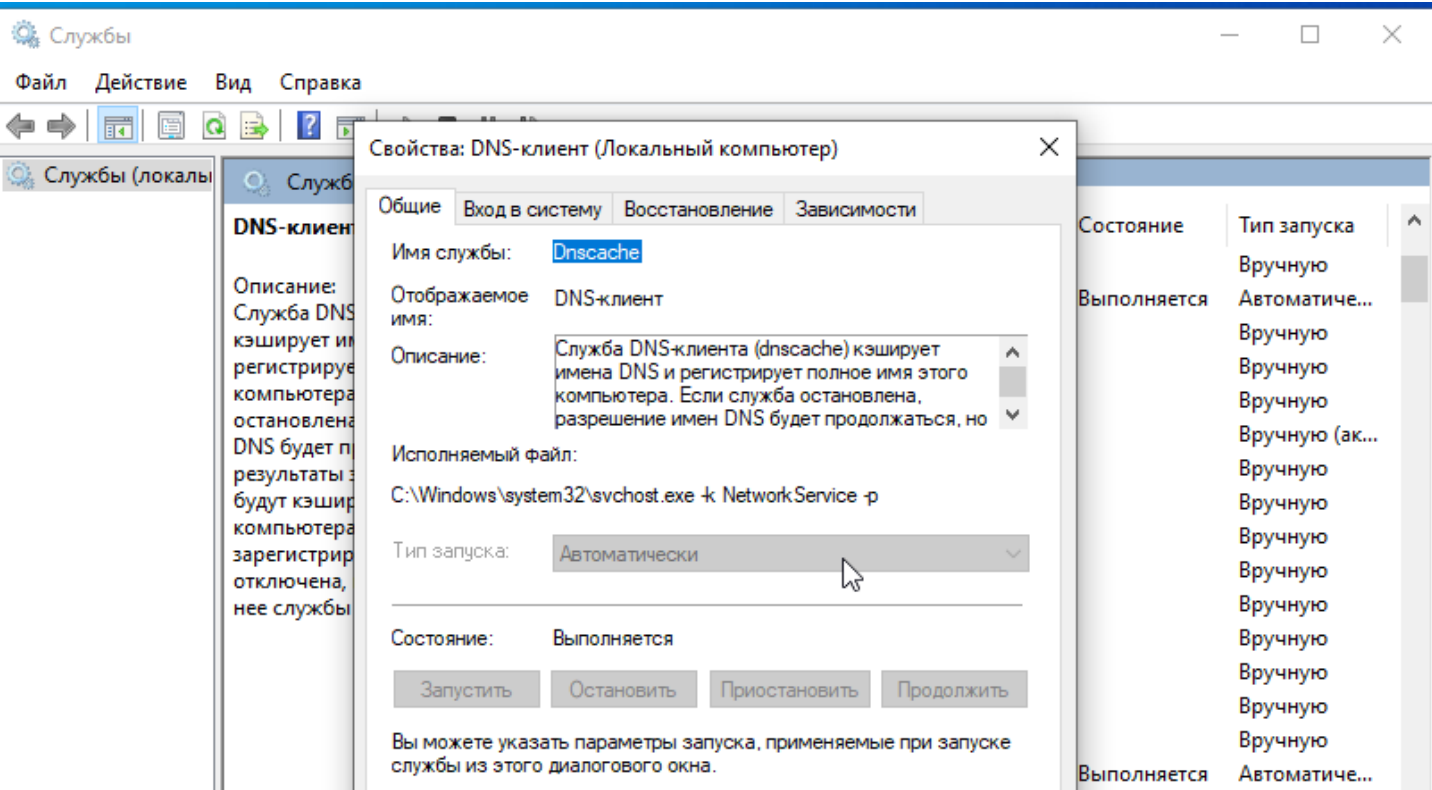 Службы
Файл Действие Вид Справка
Службы (локалы
Служб
DNS-клиент
Описание:
Служба DNS
кэширует
регистрируе
компьютера
остановлена
DNS будет
результаты
будут кэшир
компьютера
зарегистрир
отключена,
нее службы
Свойства: DNS-клиент (Локальный компьютер)
Общие Вход в систему Восстановление Зависимости
Имя службы: Dnscache
Отображаемое имя: DNS-клиент
Описание: Служба DNS-клиента (dnscache) кэширует
имена DNS и регистрирует полное имя этого
компьютера. Если служба остановлена,
разрешение имен DNS будет продолжаться, но
Исполняемый файл:
C:\Windows\system32\svchost.exe -k NetworkService -p
Тип запуска: Автоматически
Состояние: Выполняется
Запустить Остановить Приостановить Продолжить
Вы можете указать параметры запуска, применяемые при запуске
службы из этого диалогового окна.
Состояние Тип запуска
Вручную
Выполняется Автоматиче...
Вручную
Вручную
Вручную
Вручную (ак...
Вручную
Вручную
Вручную
Вручную
Вручную
Вручную
Вручную
Вручную
Вручную
Выполняется Автоматиче...